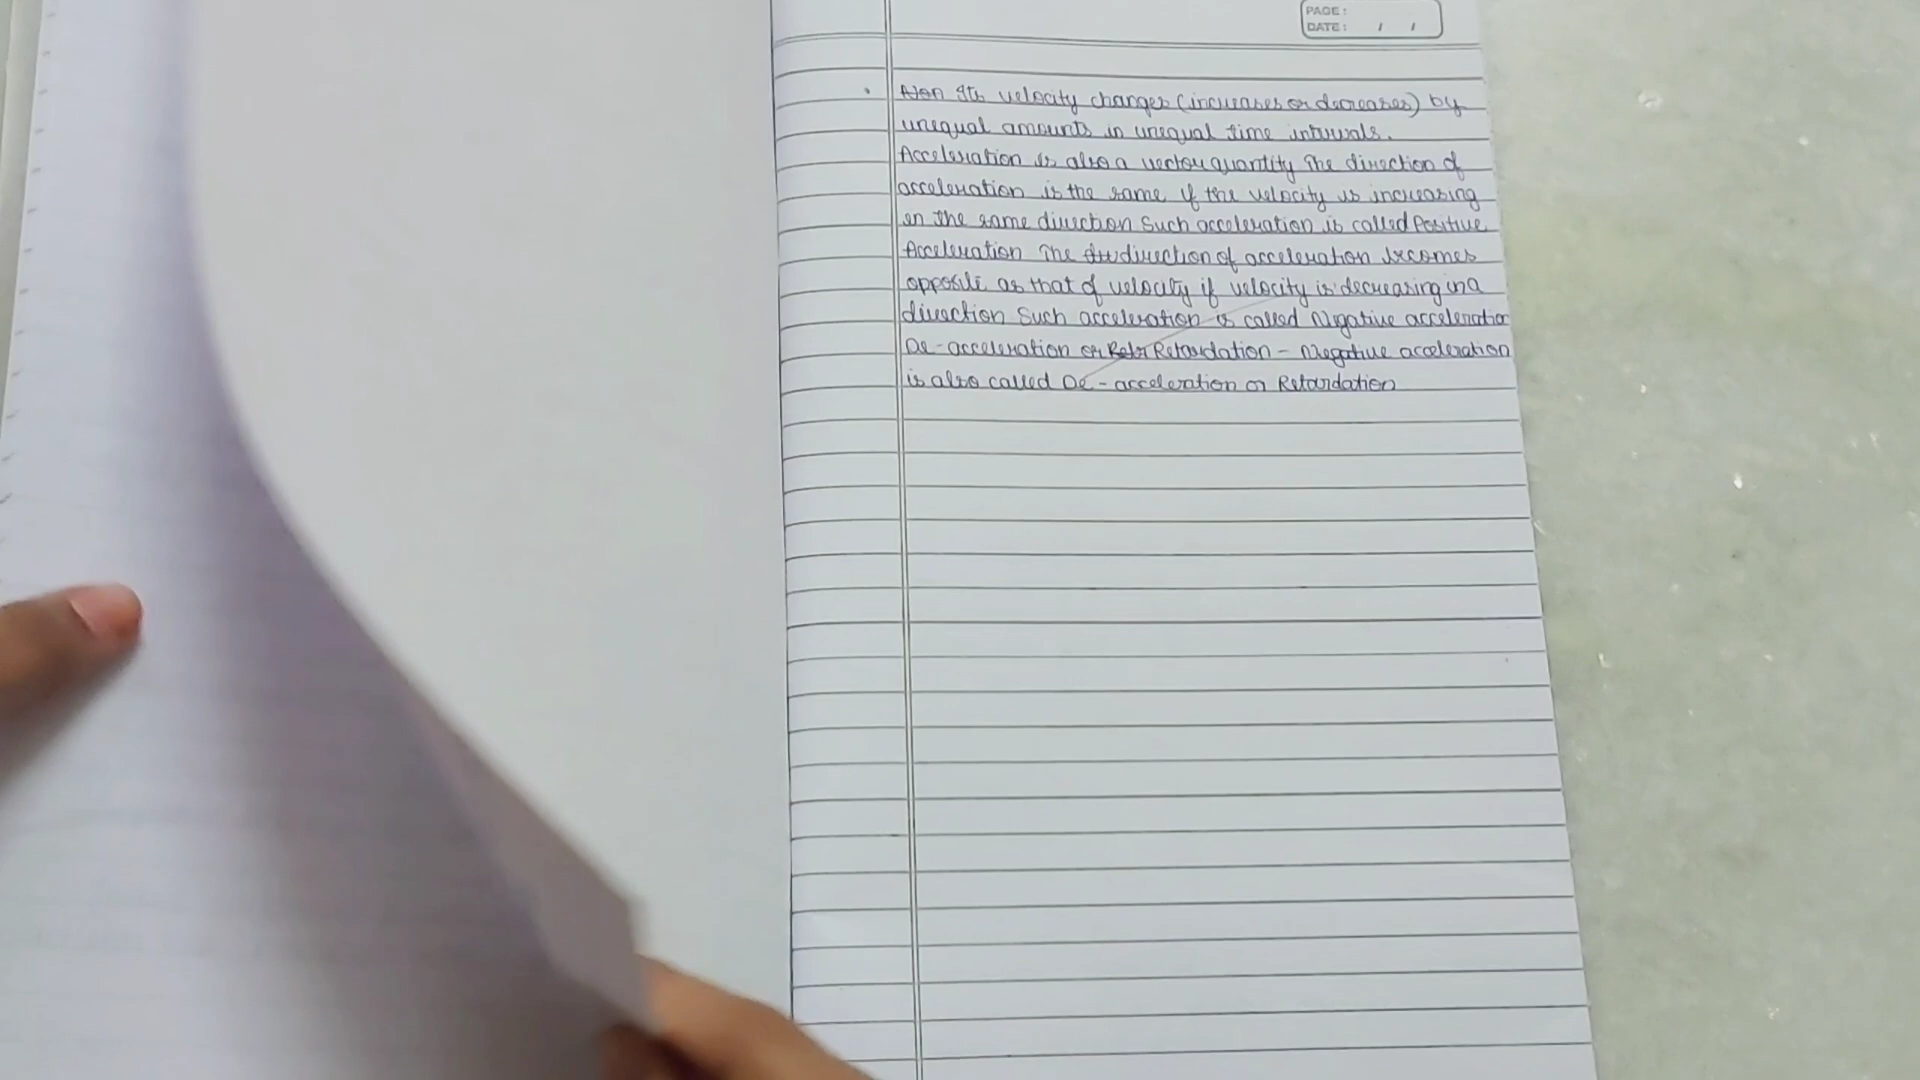 PAGE:
DATE: / /
Non Its velocity changes (increases or decreases) by
unequal amounts in unequal time intervals.
Acceleration is also a vector quantity The direction of
acceleration is the same if the velocity is increasing
in the same direction Such acceleration is called Positive
Acceleration The direction of acceleration becomes
opposite as that of velocity if velocity is decreasing in a
direction Such acceleration is called Negative acceleration
De-acceleration or Retardation - Negative acceleration
is also called De-acceleration or Retardation